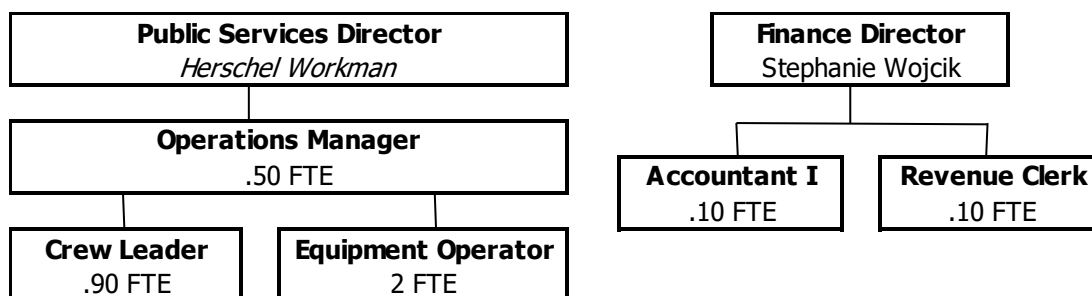 Public Services Director
Herschel Workman
Finance Director
Stephanie Wojcik
Operations Manager
.50 FTE
Accountant I
.10 FTE
Revenue Clerk
.10 FTE
Crew Leader
.90 FTE
Equipment Operator
2 FTE